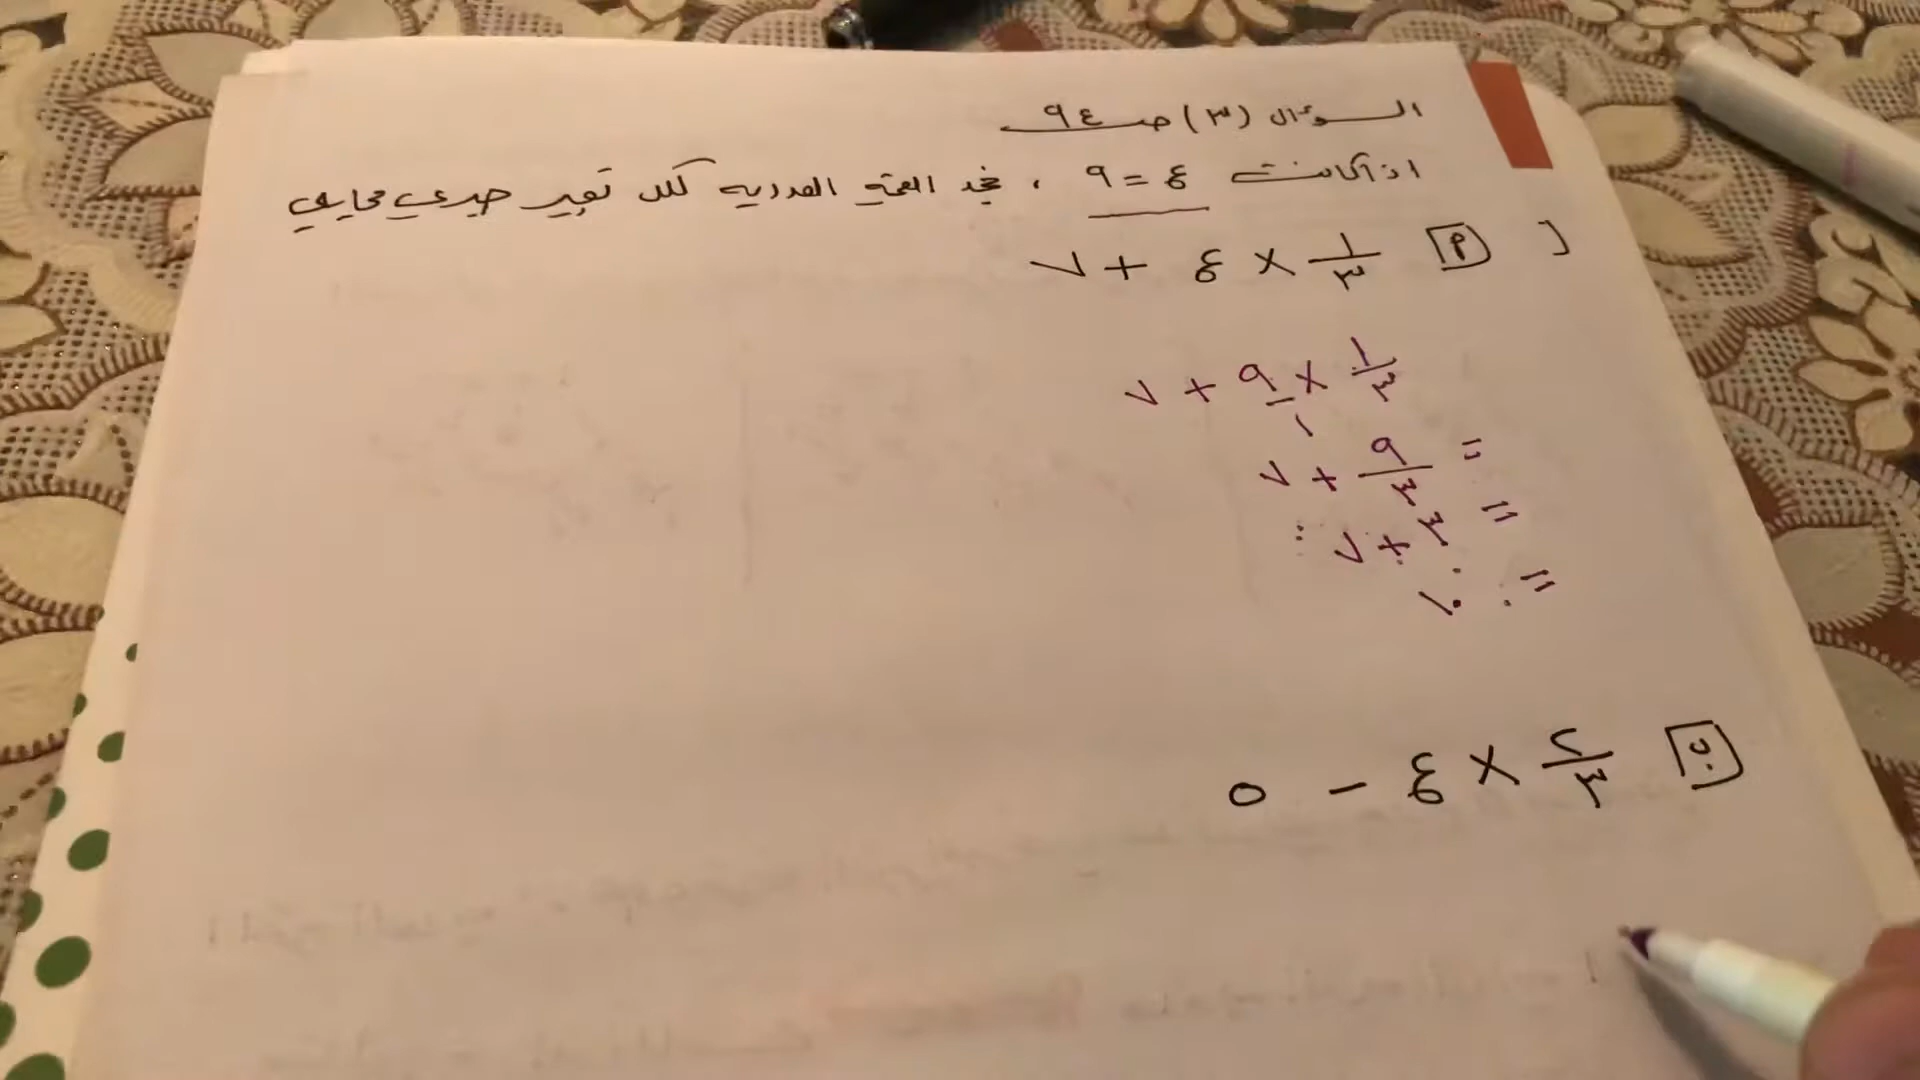 السؤال (٣) صـ ٩٤
اذا كانت ع = ٩ ، جد القيمة العددية لكل تعبير جبري مما يلي
أ ١/٣ × ع + ٧
١/٣ × ٩/١ + ٧
= ٩/٣ + ٧
= ٣ + ٧
= ١٠
ب ٢/٣ × ع - ٥